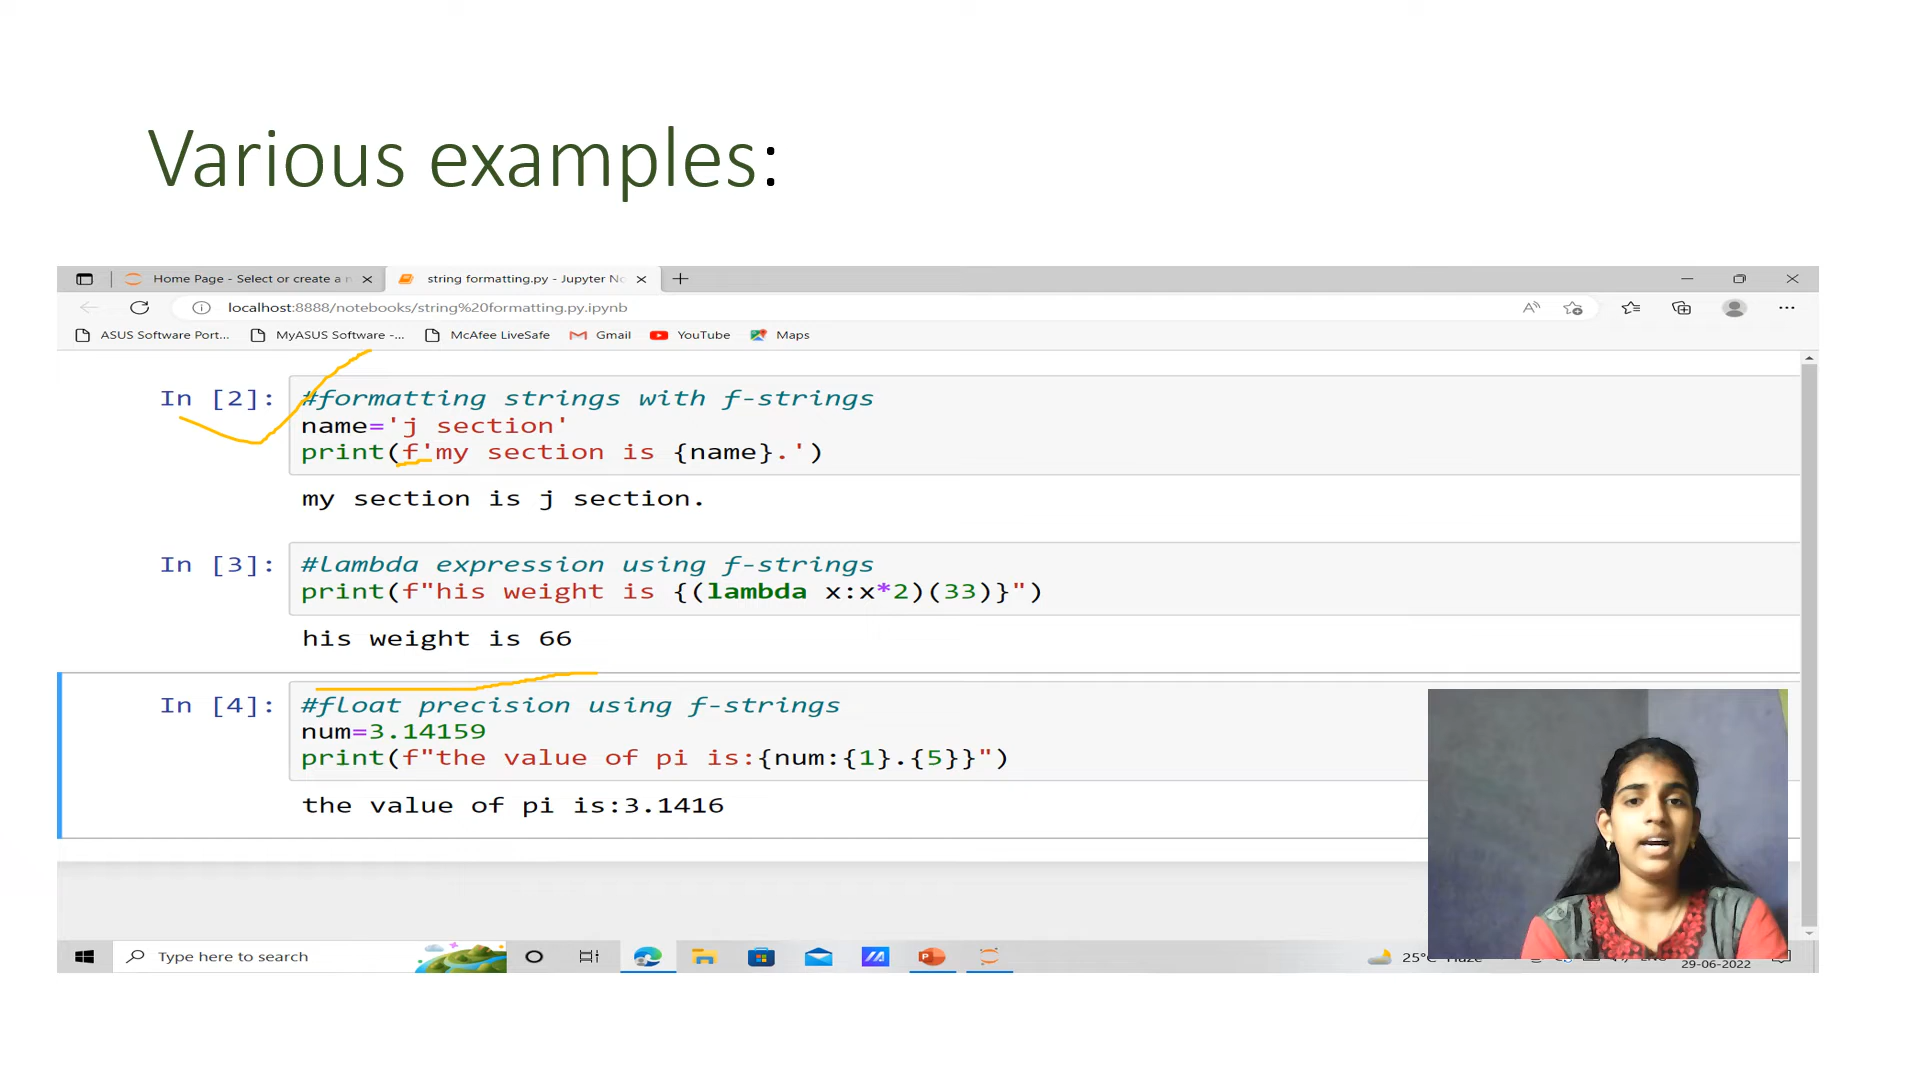 Various examples:
Home Page - Select or create a n
string formatting.py - Jupyter No
localhost:8888/notebooks/string%20formatting.py.ipynb
ASUS Software Port... MyASUS Software -... McAfee LiveSafe Gmail YouTube Maps
In [2]: #formatting strings with f-strings
name='j section'
print(f'my section is {name}.')
my section is j section.
In [3]: #lambda expression using f-strings
print(f"his weight is {(lambda x:x*2)(33)}")
his weight is 66
In [4]: #float precision using f-strings
num=3.14159
print(f"the value of pi is:{num:{1}.{5}}")
the value of pi is:3.1416
Type here to search
25°C Haze
29-06-2022